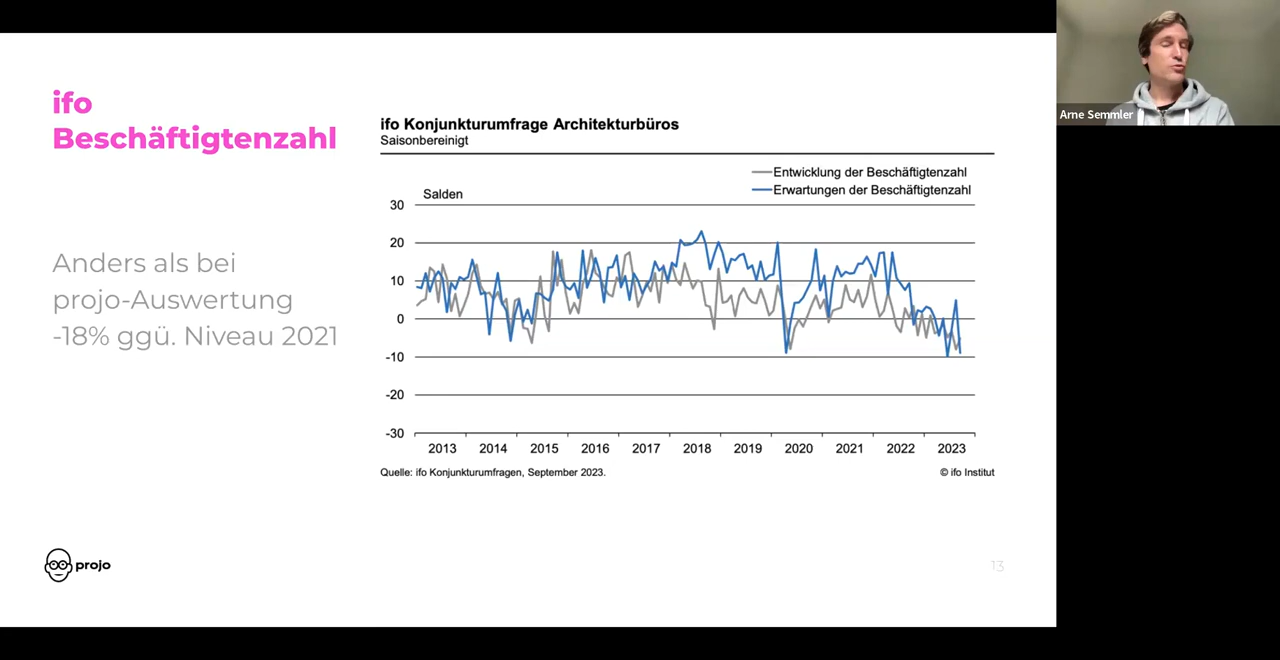 ifo
Beschäftigtenzahl
Anders als bei
projo-Auswertung
-18% ggü. Niveau 2021
ifo Konjunkturumfrage Architekturbüros
Saisonbereinigt
Entwicklung der Beschäftigtenzahl
Erwartungen der Beschäftigtenzahl
Salden
30
20
10
0
-10
-20
-30
2013 2014 2015 2016 2017 2018 2019 2020 2021 2022 2023
Quelle: ifo Konjunkturumfragen, September 2023.
© ifo Institut
projo
13
Arne Semmler